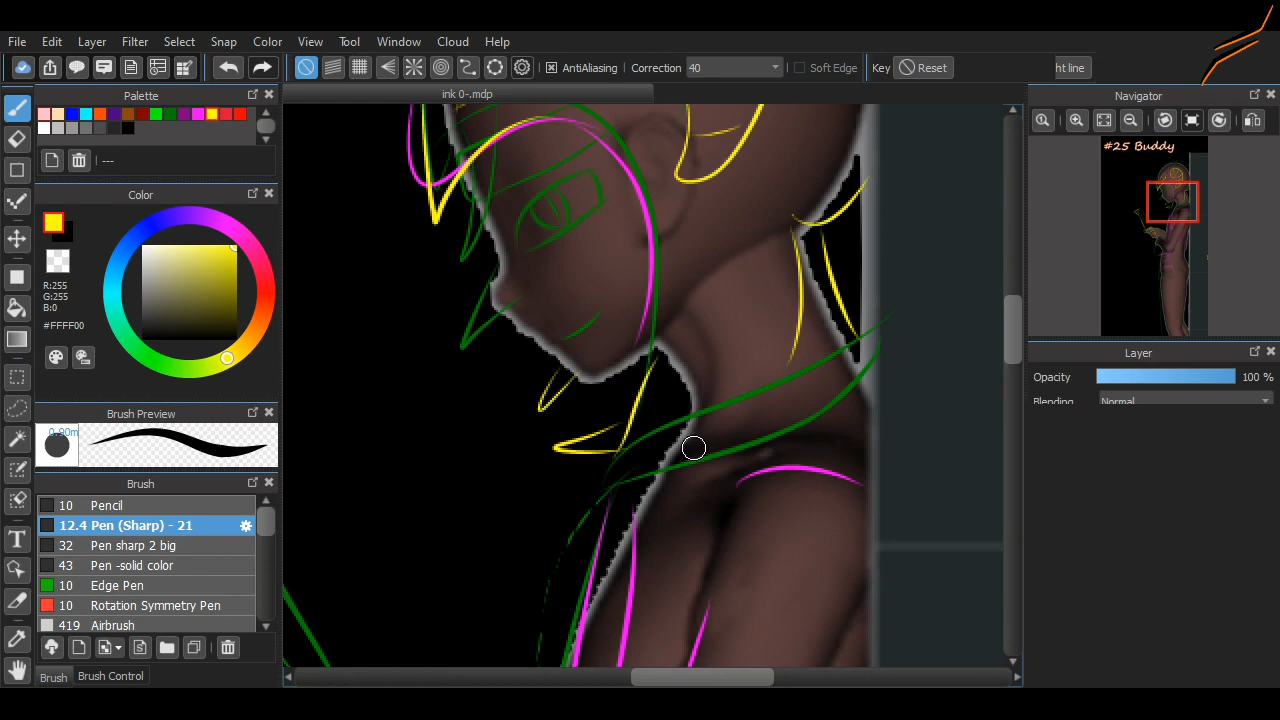 File Edit Layer Filter Select Snap Color View Tool Window Cloud Help
AntiAliasing Correction 40 Soft Edge Key Reset ht line
Palette
ink 0-.mdp
Navigator
#25 Buddy
---
Color
R:255
G:255
B:0
#FFFF00
Layer
Opacity 100 %
Blending Normal
Brush Preview
0.90m
Brush
10 Pencil
12.4 Pen (Sharp) - 21
32 Pen sharp 2 big
43 Pen -solid color
10 Edge Pen
10 Rotation Symmetry Pen
419 Airbrush
Brush Brush Control